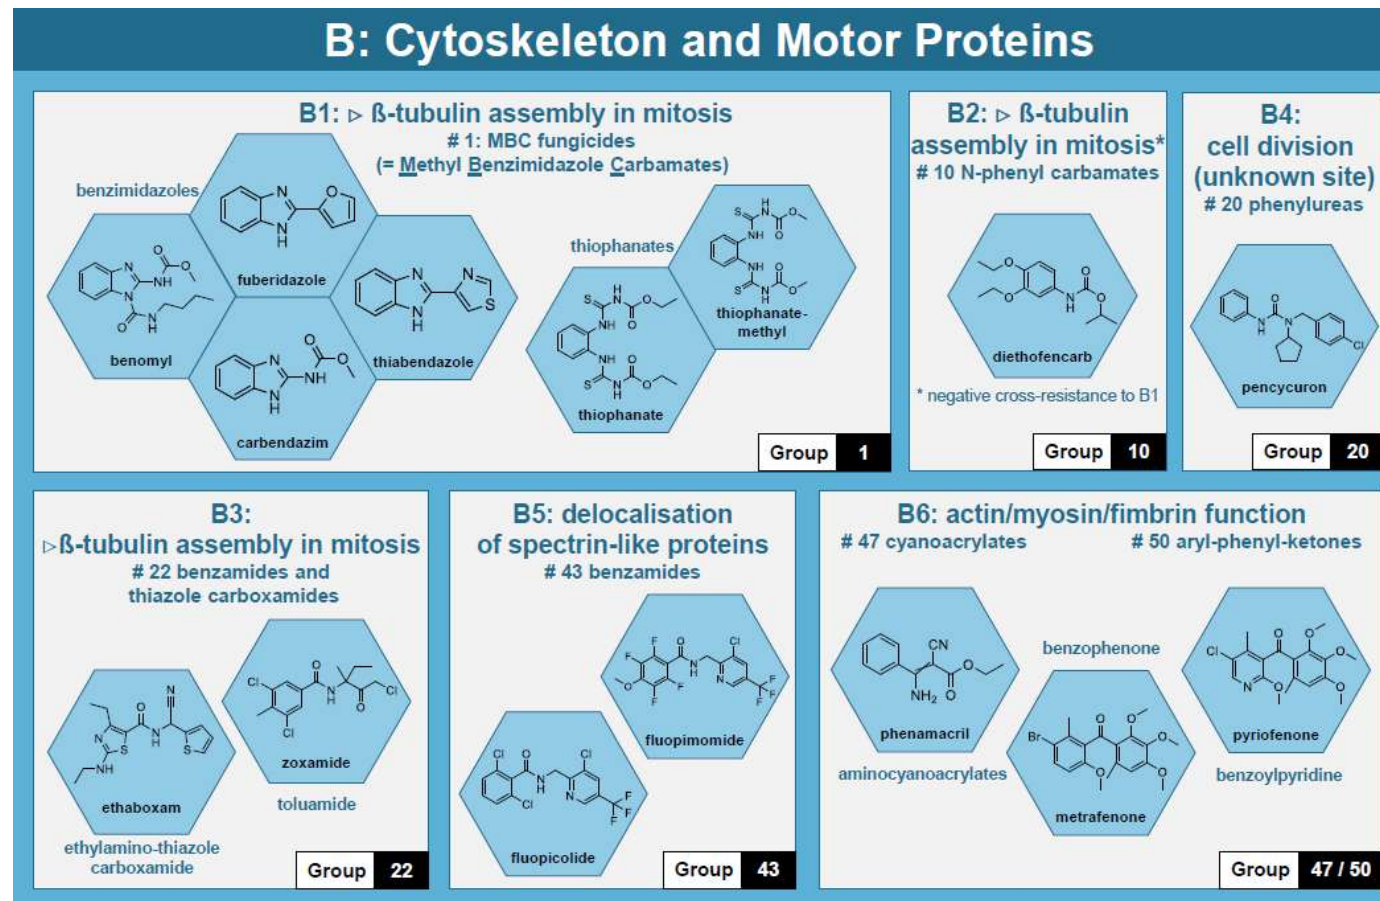 B: Cytoskeleton and Motor Proteins
B1: ▷ ß-tubulin assembly in mitosis
# 1: MBC fungicides
(= Methyl Benzimidazole Carbamates)
benzimidazoles
fuberidazole
benomyl
thiabendazole
carbendazim
thiophanates
thiophanate-
methyl
thiophanate
Group 1
B2: ▷ ß-tubulin
assembly in mitosis*
# 10 N-phenyl carbamates
diethofencarb
* negative cross-resistance to B1
Group 10
B4:
cell division
(unknown site)
# 20 phenylureas
pencycuron
Group 20
B3:
▷ß-tubulin assembly in mitosis
# 22 benzamides and
thiazole carboxamides
zoxamide
toluamide
ethaboxam
ethylamino-thiazole
carboxamide
Group 22
B5: delocalisation
of spectrin-like proteins
# 43 benzamides
fluopimomide
fluopicolide
Group 43
B6: actin/myosin/fimbrin function
# 47 cyanoacrylates # 50 aryl-phenyl-ketones
phenamacril
aminocyanoacrylates
benzophenone
metrafenone
pyriofenone
benzoylpyridine
Group 47 / 50